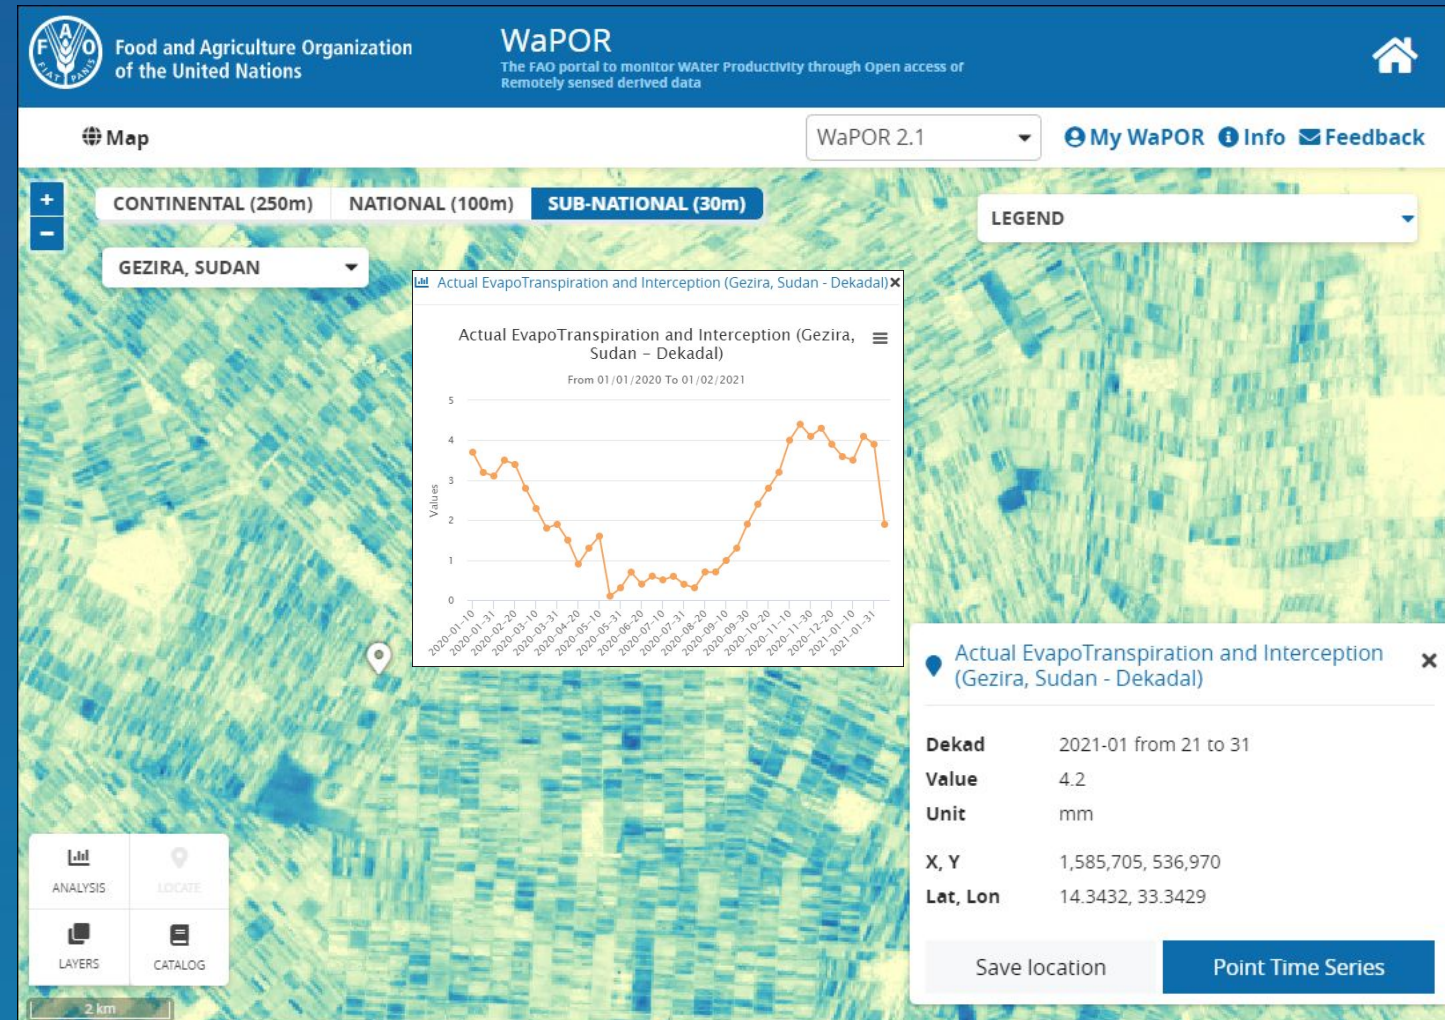 FAO
FIAT PANIS
Food and Agriculture Organization
of the United Nations
WaPOR
The FAO portal to monitor WAter Productivity through Open access of
Remotely sensed derived data
Map
WaPOR 2.1
My WaPOR
Info
Feedback
+
−
CONTINENTAL (250m)
NATIONAL (100m)
SUB-NATIONAL (30m)
LEGEND
GEZIRA, SUDAN
Actual EvapoTranspiration and Interception (Gezira, Sudan - Dekadal)
Actual EvapoTranspiration and Interception (Gezira,
Sudan – Dekadal)
From 01/01/2020 To 01/02/2021
Values
5
4
3
2
1
0
2020-01-10
2020-01-31
2020-02-20
2020-03-10
2020-03-31
2020-04-20
2020-05-10
2020-05-31
2020-06-20
2020-07-10
2020-07-31
2020-08-20
2020-09-10
2020-09-30
2020-10-20
2020-11-10
2020-11-30
2020-12-20
2021-01-10
2021-01-31
Actual EvapoTranspiration and Interception
(Gezira, Sudan - Dekadal)
Dekad 2021-01 from 21 to 31
Value 4.2
Unit mm
X, Y 1,585,705, 536,970
Lat, Lon 14.3432, 33.3429
Save location
Point Time Series
ANALYSIS
LOCATE
LAYERS
CATALOG
2 km